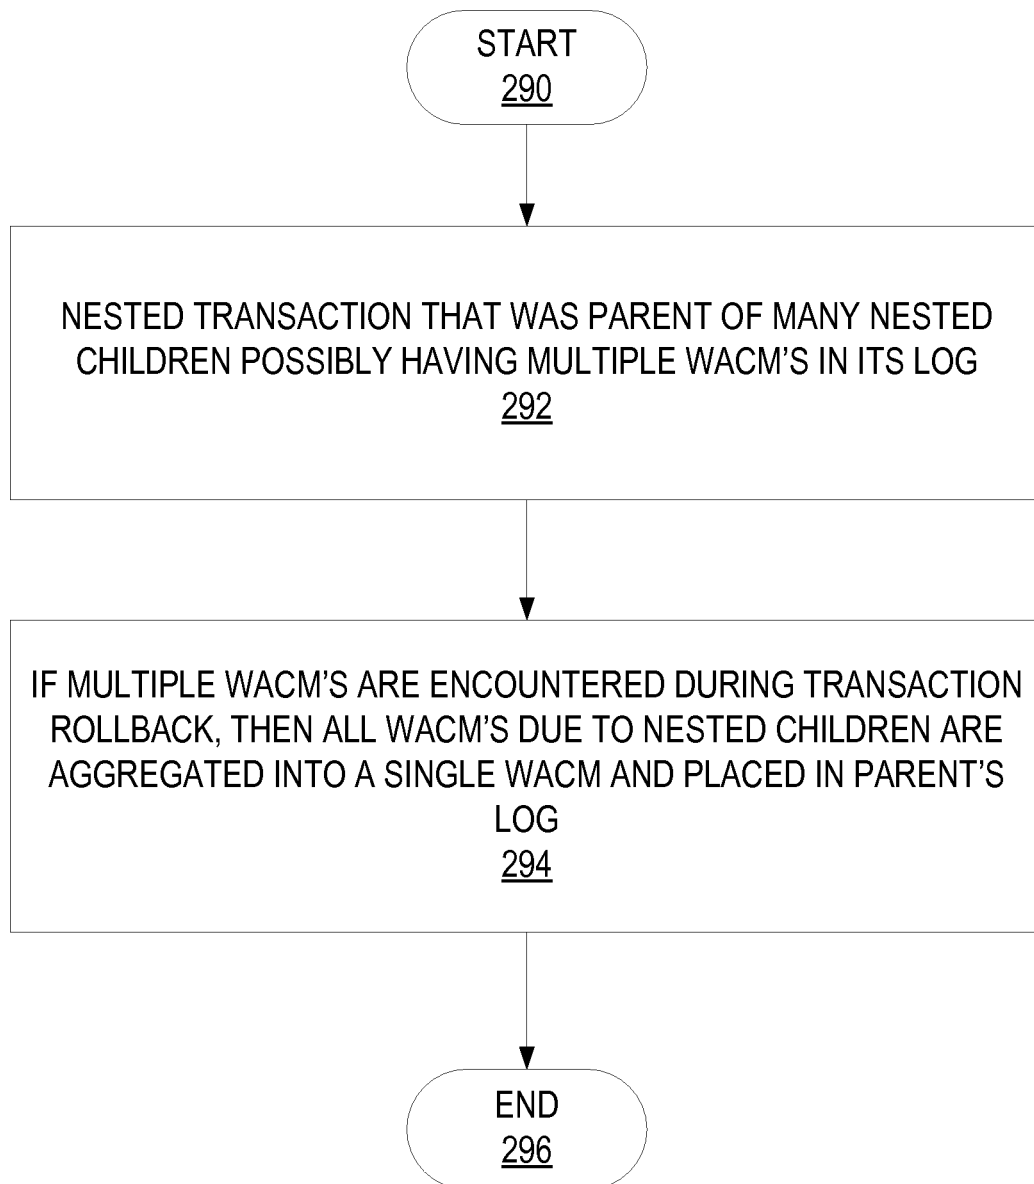 START
290
NESTED TRANSACTION THAT WAS PARENT OF MANY NESTED
CHILDREN POSSIBLY HAVING MULTIPLE WACM'S IN ITS LOG
292
IF MULTIPLE WACM'S ARE ENCOUNTERED DURING TRANSACTION
ROLLBACK, THEN ALL WACM'S DUE TO NESTED CHILDREN ARE
AGGREGATED INTO A SINGLE WACM AND PLACED IN PARENT'S
LOG
294
END
296